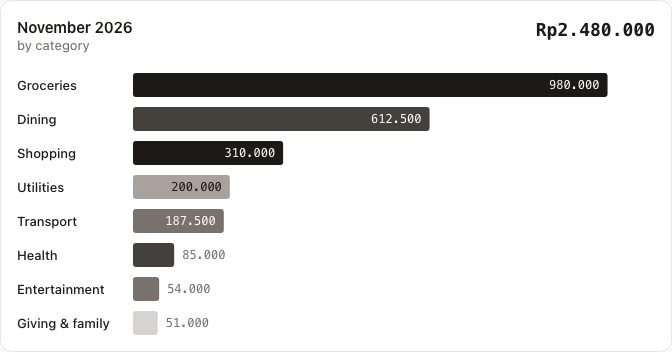 November 2026
Rp2.480.000
by category
Groceries 980.000
Dining 612.500
Shopping 310.000
Utilities 200.000
Transport 187.500
Health 85.000
Entertainment 54.000
Giving & family 51.000